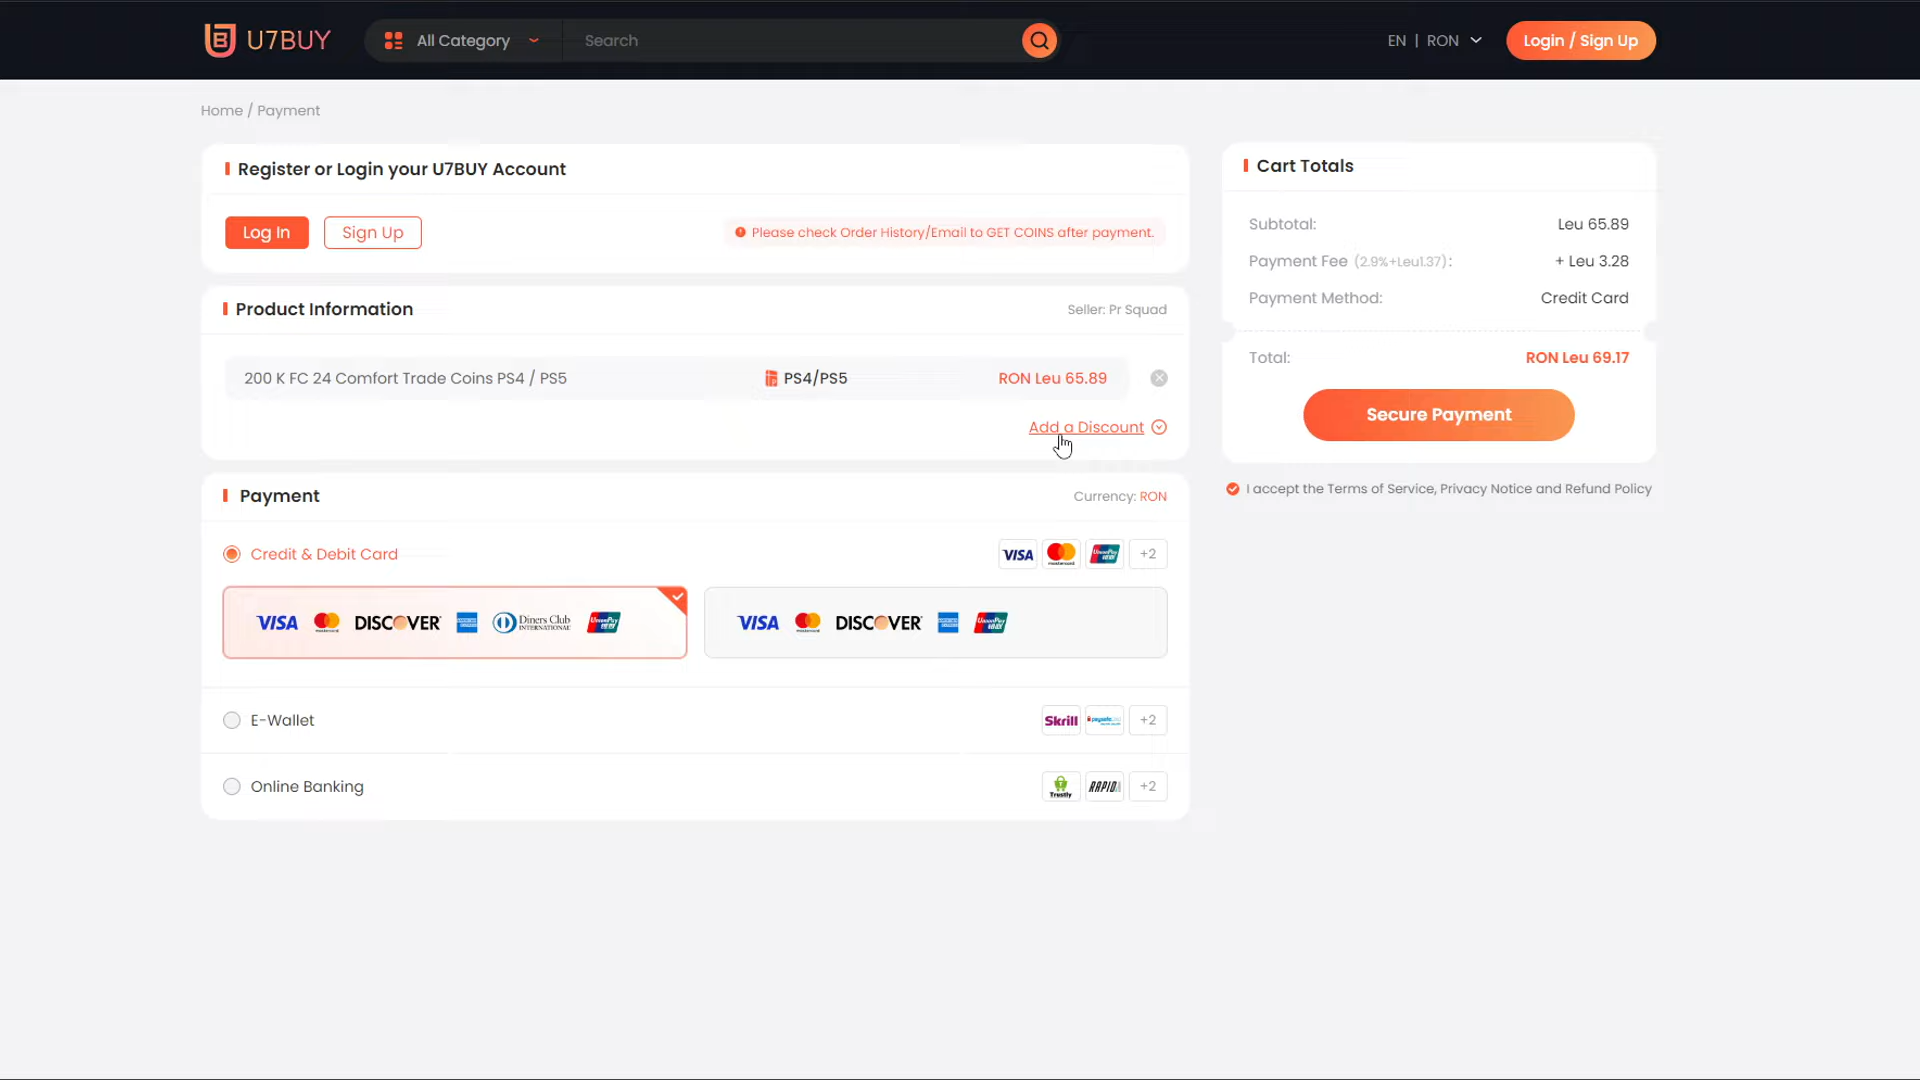 U7BUY
All Category
Search
EN | RON
Login / Sign Up
Home / Payment
Register or Login your U7BUY Account
Log In
Sign Up
Please check Order History/Email to GET COINS after payment.
Product Information
Seller: Pr Squad
200 K FC 24 Comfort Trade Coins PS4 / PS5
PS4/PS5
RON Leu 65.89
Add a Discount
Payment
Currency: RON
Credit & Debit Card
VISA
mastercard
UnionPay
+2
VISA
DISCOVER
Diners Club
INTERNATIONAL
UnionPay
VISA
DISCOVER
UnionPay
E-Wallet
Skrill
paysafecard
+2
Online Banking
Trustly
RAPID
+2
Cart Totals
Subtotal:
Leu 65.89
Payment Fee (2.9%+Leu1.37):
+ Leu 3.28
Payment Method:
Credit Card
Total:
RON Leu 69.17
Secure Payment
I accept the Terms of Service, Privacy Notice and Refund Policy